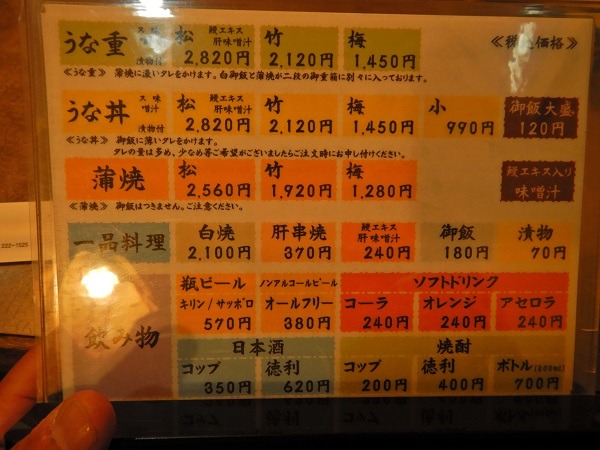 うな重 漬物付 松 2,820円 鰻エキス 肝味噌汁 竹 2,120円 梅 1,450円 ≪税込価格≫
≪うな重≫ 蒲焼に濃いタレをかけます。白御飯と蒲焼が二段の御重箱に別々に入っております。
うな丼 ス味噌汁 漬物付 松 2,820円 鰻エキス 肝味噌汁 竹 2,120円 梅 1,450円 小 990円 御飯大盛 120円
≪うな丼≫ 御飯に薄いタレをかけます。
タレの量は多め、少なめ等ご希望がございましたらご注文時にお申し付けください。
蒲焼 松 2,560円 竹 1,920円 梅 1,280円 鰻エキス入り 味噌汁
≪蒲焼≫ 御飯はつきません。ご注意ください。
222-1525
一品料理 白焼 2,100円 肝串焼 370円 鰻エキス 肝味噌汁 240円 御飯 180円 漬物 70円
飲み物
瓶ビール キリン/サッポロ 570円
ノンアルコールビール オールフリー 380円
ソフトドリンク
コーラ 240円 オレンジ 240円 アセロラ 240円
日本酒
コップ 350円 徳利 620円
焼酎
コップ 200円 徳利 400円 ボトル 700円